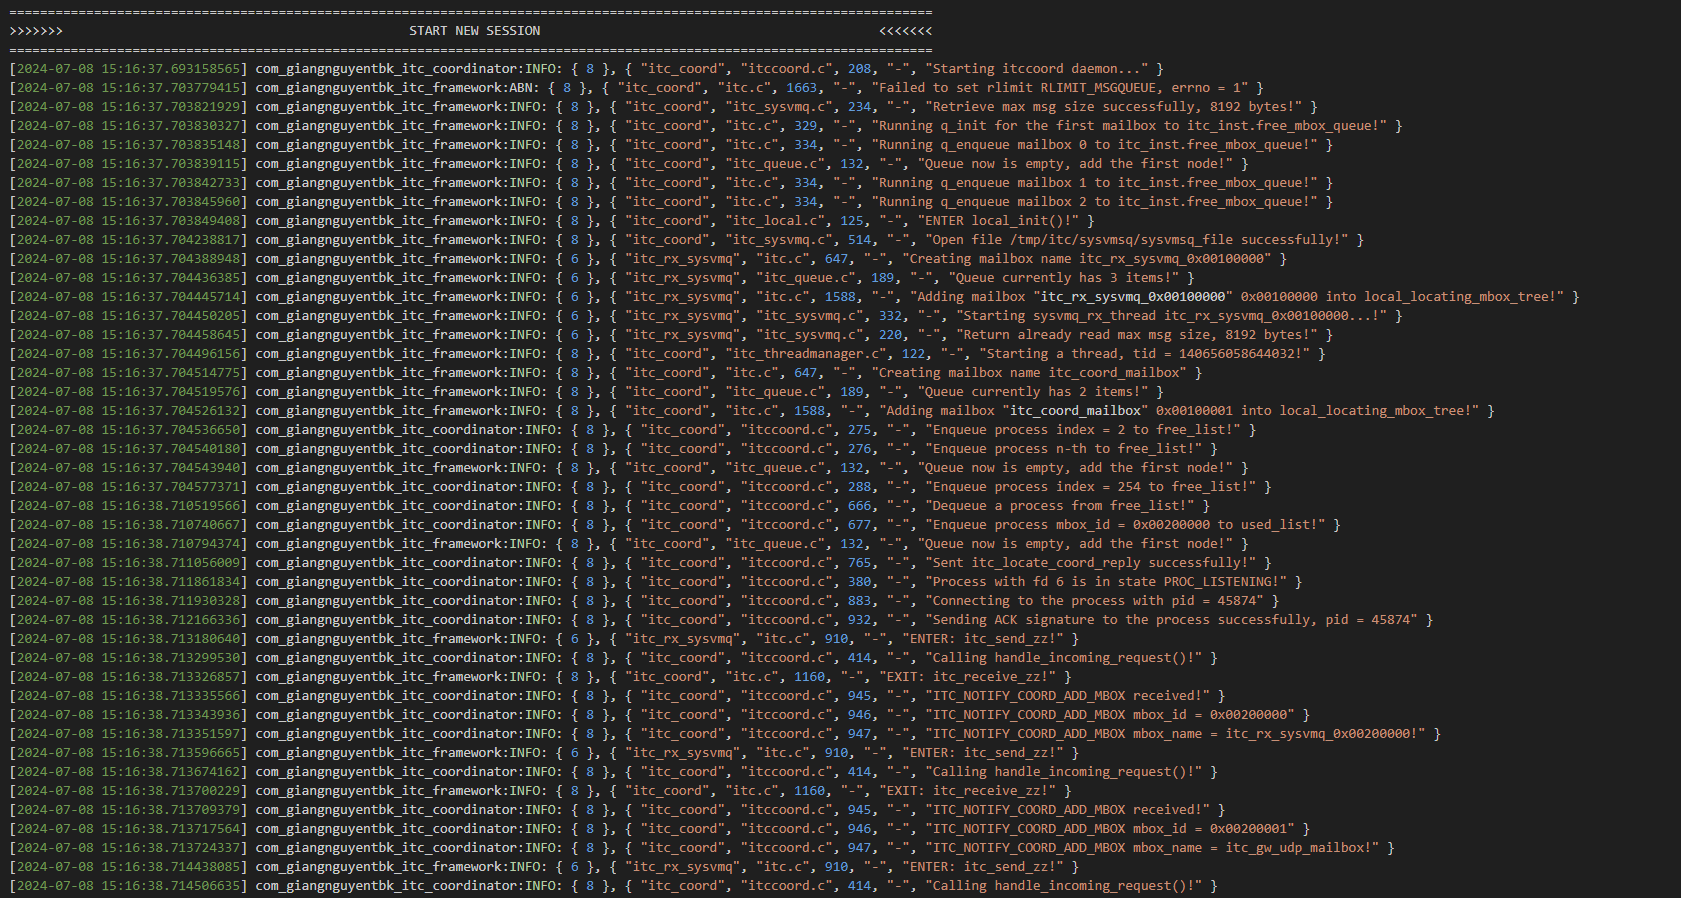 ========================================================================================================================
>>>>>>> START NEW SESSION <<<<<<<
========================================================================================================================
[2024-07-08 15:16:37.693158565] com_giangnguyentbk_itc_coordinator:INFO: { 8 }, { "itc_coord", "itccoord.c", 208, "-", "Starting itccoord daemon..." }
[2024-07-08 15:16:37.703779415] com_giangnguyentbk_itc_framework:ABN: { 8 }, { "itc_coord", "itc.c", 1663, "-", "Failed to set rlimit RLIMIT_MSGQUEUE, errno = 1" }
[2024-07-08 15:16:37.703821929] com_giangnguyentbk_itc_framework:INFO: { 8 }, { "itc_coord", "itc_sysvmq.c", 234, "-", "Retrieve max msg size successfully, 8192 bytes!" }
[2024-07-08 15:16:37.703830327] com_giangnguyentbk_itc_framework:INFO: { 8 }, { "itc_coord", "itc.c", 329, "-", "Running q_init for the first mailbox to itc_inst.free_mbox_queue!" }
[2024-07-08 15:16:37.703835148] com_giangnguyentbk_itc_framework:INFO: { 8 }, { "itc_coord", "itc.c", 334, "-", "Running q_enqueue mailbox 0 to itc_inst.free_mbox_queue!" }
[2024-07-08 15:16:37.703839115] com_giangnguyentbk_itc_framework:INFO: { 8 }, { "itc_coord", "itc_queue.c", 132, "-", "Queue now is empty, add the first node!" }
[2024-07-08 15:16:37.703842733] com_giangnguyentbk_itc_framework:INFO: { 8 }, { "itc_coord", "itc.c", 334, "-", "Running q_enqueue mailbox 1 to itc_inst.free_mbox_queue!" }
[2024-07-08 15:16:37.703845960] com_giangnguyentbk_itc_framework:INFO: { 8 }, { "itc_coord", "itc.c", 334, "-", "Running q_enqueue mailbox 2 to itc_inst.free_mbox_queue!" }
[2024-07-08 15:16:37.703849408] com_giangnguyentbk_itc_framework:INFO: { 8 }, { "itc_coord", "itc_local.c", 125, "-", "ENTER local_init()!" }
[2024-07-08 15:16:37.704238817] com_giangnguyentbk_itc_framework:INFO: { 8 }, { "itc_coord", "itc_sysvmq.c", 514, "-", "Open file /tmp/itc/sysvmsq/sysvmsq_file successfully!" }
[2024-07-08 15:16:37.704388948] com_giangnguyentbk_itc_framework:INFO: { 6 }, { "itc_rx_sysvmq", "itc.c", 647, "-", "Creating mailbox name itc_rx_sysvmq_0x00100000" }
[2024-07-08 15:16:37.704436385] com_giangnguyentbk_itc_framework:INFO: { 6 }, { "itc_rx_sysvmq", "itc_queue.c", 189, "-", "Queue currently has 3 items!" }
[2024-07-08 15:16:37.704445714] com_giangnguyentbk_itc_framework:INFO: { 6 }, { "itc_rx_sysvmq", "itc.c", 1588, "-", "Adding mailbox "itc_rx_sysvmq_0x00100000" 0x00100000 into local_locating_mbox_tree!" }
[2024-07-08 15:16:37.704450205] com_giangnguyentbk_itc_framework:INFO: { 6 }, { "itc_rx_sysvmq", "itc_sysvmq.c", 332, "-", "Starting sysvmq_rx_thread itc_rx_sysvmq_0x00100000...!" }
[2024-07-08 15:16:37.704458645] com_giangnguyentbk_itc_framework:INFO: { 6 }, { "itc_rx_sysvmq", "itc_sysvmq.c", 220, "-", "Return already read max msg size, 8192 bytes!" }
[2024-07-08 15:16:37.704496156] com_giangnguyentbk_itc_framework:INFO: { 8 }, { "itc_coord", "itc_threadmanager.c", 122, "-", "Starting a thread, tid = 140656058644032!" }
[2024-07-08 15:16:37.704514775] com_giangnguyentbk_itc_framework:INFO: { 8 }, { "itc_coord", "itc.c", 647, "-", "Creating mailbox name itc_coord_mailbox" }
[2024-07-08 15:16:37.704519576] com_giangnguyentbk_itc_framework:INFO: { 8 }, { "itc_coord", "itc_queue.c", 189, "-", "Queue currently has 2 items!" }
[2024-07-08 15:16:37.704526132] com_giangnguyentbk_itc_framework:INFO: { 8 }, { "itc_coord", "itc.c", 1588, "-", "Adding mailbox "itc_coord_mailbox" 0x00100001 into local_locating_mbox_tree!" }
[2024-07-08 15:16:37.704536650] com_giangnguyentbk_itc_coordinator:INFO: { 8 }, { "itc_coord", "itccoord.c", 275, "-", "Enqueue process index = 2 to free_list!" }
[2024-07-08 15:16:37.704540180] com_giangnguyentbk_itc_coordinator:INFO: { 8 }, { "itc_coord", "itccoord.c", 276, "-", "Enqueue process n-th to free_list!" }
[2024-07-08 15:16:37.704543940] com_giangnguyentbk_itc_framework:INFO: { 8 }, { "itc_coord", "itc_queue.c", 132, "-", "Queue now is empty, add the first node!" }
[2024-07-08 15:16:37.704577371] com_giangnguyentbk_itc_coordinator:INFO: { 8 }, { "itc_coord", "itccoord.c", 288, "-", "Enqueue process index = 254 to free_list!" }
[2024-07-08 15:16:38.710519566] com_giangnguyentbk_itc_coordinator:INFO: { 8 }, { "itc_coord", "itccoord.c", 666, "-", "Dequeue a process from free_list!" }
[2024-07-08 15:16:38.710740667] com_giangnguyentbk_itc_coordinator:INFO: { 8 }, { "itc_coord", "itccoord.c", 677, "-", "Enqueue process mbox_id = 0x00200000 to used_list!" }
[2024-07-08 15:16:38.710794374] com_giangnguyentbk_itc_framework:INFO: { 8 }, { "itc_coord", "itc_queue.c", 132, "-", "Queue now is empty, add the first node!" }
[2024-07-08 15:16:38.711056009] com_giangnguyentbk_itc_coordinator:INFO: { 8 }, { "itc_coord", "itccoord.c", 765, "-", "Sent itc_locate_coord_reply successfully!" }
[2024-07-08 15:16:38.711861834] com_giangnguyentbk_itc_coordinator:INFO: { 8 }, { "itc_coord", "itccoord.c", 380, "-", "Process with fd 6 is in state PROC_LISTENING!" }
[2024-07-08 15:16:38.711930328] com_giangnguyentbk_itc_coordinator:INFO: { 8 }, { "itc_coord", "itccoord.c", 883, "-", "Connecting to the process with pid = 45874" }
[2024-07-08 15:16:38.712166336] com_giangnguyentbk_itc_coordinator:INFO: { 8 }, { "itc_coord", "itccoord.c", 932, "-", "Sending ACK signature to the process successfully, pid = 45874" }
[2024-07-08 15:16:38.713180640] com_giangnguyentbk_itc_framework:INFO: { 6 }, { "itc_rx_sysvmq", "itc.c", 910, "-", "ENTER: itc_send_zz!" }
[2024-07-08 15:16:38.713299530] com_giangnguyentbk_itc_coordinator:INFO: { 8 }, { "itc_coord", "itccoord.c", 414, "-", "Calling handle_incoming_request()!" }
[2024-07-08 15:16:38.713326857] com_giangnguyentbk_itc_framework:INFO: { 8 }, { "itc_coord", "itc.c", 1160, "-", "EXIT: itc_receive_zz!" }
[2024-07-08 15:16:38.713335566] com_giangnguyentbk_itc_coordinator:INFO: { 8 }, { "itc_coord", "itccoord.c", 945, "-", "ITC_NOTIFY_COORD_ADD_MBOX received!" }
[2024-07-08 15:16:38.713343936] com_giangnguyentbk_itc_coordinator:INFO: { 8 }, { "itc_coord", "itccoord.c", 946, "-", "ITC_NOTIFY_COORD_ADD_MBOX mbox_id = 0x00200000" }
[2024-07-08 15:16:38.713351597] com_giangnguyentbk_itc_coordinator:INFO: { 8 }, { "itc_coord", "itccoord.c", 947, "-", "ITC_NOTIFY_COORD_ADD_MBOX mbox_name = itc_rx_sysvmq_0x00200000!" }
[2024-07-08 15:16:38.713596665] com_giangnguyentbk_itc_framework:INFO: { 6 }, { "itc_rx_sysvmq", "itc.c", 910, "-", "ENTER: itc_send_zz!" }
[2024-07-08 15:16:38.713674162] com_giangnguyentbk_itc_coordinator:INFO: { 8 }, { "itc_coord", "itccoord.c", 414, "-", "Calling handle_incoming_request()!" }
[2024-07-08 15:16:38.713700229] com_giangnguyentbk_itc_framework:INFO: { 8 }, { "itc_coord", "itc.c", 1160, "-", "EXIT: itc_receive_zz!" }
[2024-07-08 15:16:38.713709379] com_giangnguyentbk_itc_coordinator:INFO: { 8 }, { "itc_coord", "itccoord.c", 945, "-", "ITC_NOTIFY_COORD_ADD_MBOX received!" }
[2024-07-08 15:16:38.713717564] com_giangnguyentbk_itc_coordinator:INFO: { 8 }, { "itc_coord", "itccoord.c", 946, "-", "ITC_NOTIFY_COORD_ADD_MBOX mbox_id = 0x00200001" }
[2024-07-08 15:16:38.713724337] com_giangnguyentbk_itc_coordinator:INFO: { 8 }, { "itc_coord", "itccoord.c", 947, "-", "ITC_NOTIFY_COORD_ADD_MBOX mbox_name = itc_gw_udp_mailbox!" }
[2024-07-08 15:16:38.714438085] com_giangnguyentbk_itc_framework:INFO: { 6 }, { "itc_rx_sysvmq", "itc.c", 910, "-", "ENTER: itc_send_zz!" }
[2024-07-08 15:16:38.714506635] com_giangnguyentbk_itc_coordinator:INFO: { 8 }, { "itc_coord", "itccoord.c", 414, "-", "Calling handle_incoming_request()!" }